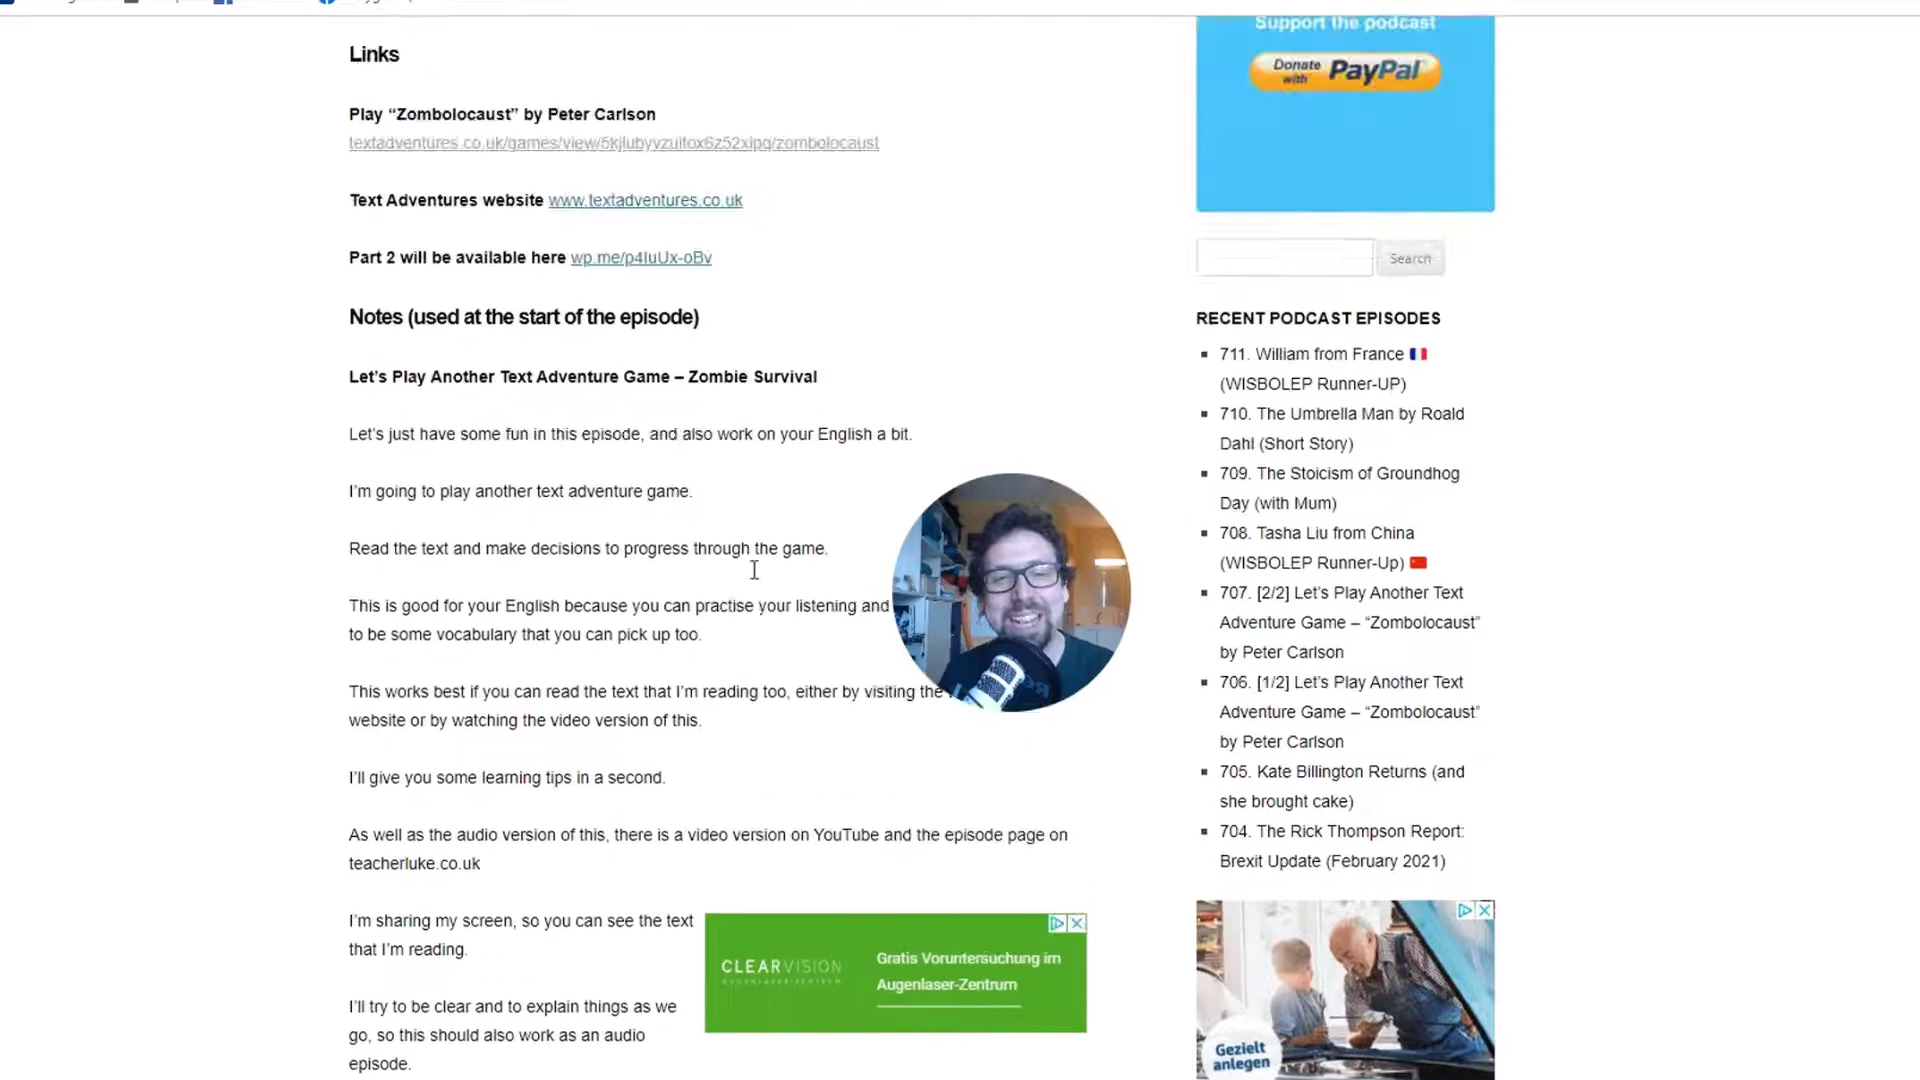 Links
Play “Zombolocaust” by Peter Carlson
Text Adventures website www.textadventures.co.uk
Part 2 will be available here wp.me/p4IuUx-oBv
Notes (used at the start of the episode)
Let’s Play Another Text Adventure Game – Zombie Survival
Let’s just have some fun in this episode, and also work on your English a bit.
I’m going to play another text adventure game.
Read the text and make decisions to progress through the game.
This is good for your English because you can practise your listening and
to be some vocabulary that you can pick up too.
This works best if you can read the text that I’m reading too, either by visiting the
website or by watching the video version of this.
I’ll give you some learning tips in a second.
As well as the audio version of this, there is a video version on YouTube and the episode page on
teacherluke.co.uk
I’m sharing my screen, so you can see the text
that I’m reading.
I’ll try to be clear and to explain things as we
go, so this should also work as an audio
episode.
CLEARVISION
AUGENLASER-ZENTRUM
Gratis Voruntersuchung im
Augenlaser-Zentrum
Support the podcast
Donate
with PayPal
Search
RECENT PODCAST EPISODES
711. William from France
(WISBOLEP Runner-UP)
710. The Umbrella Man by Roald
Dahl (Short Story)
709. The Stoicism of Groundhog
Day (with Mum)
708. Tasha Liu from China
(WISBOLEP Runner-Up)
707. [2/2] Let’s Play Another Text
Adventure Game – “Zombolocaust”
by Peter Carlson
706. [1/2] Let’s Play Another Text
Adventure Game – “Zombolocaust”
by Peter Carlson
705. Kate Billington Returns (and
she brought cake)
704. The Rick Thompson Report:
Brexit Update (February 2021)
Gezielt
anlegen